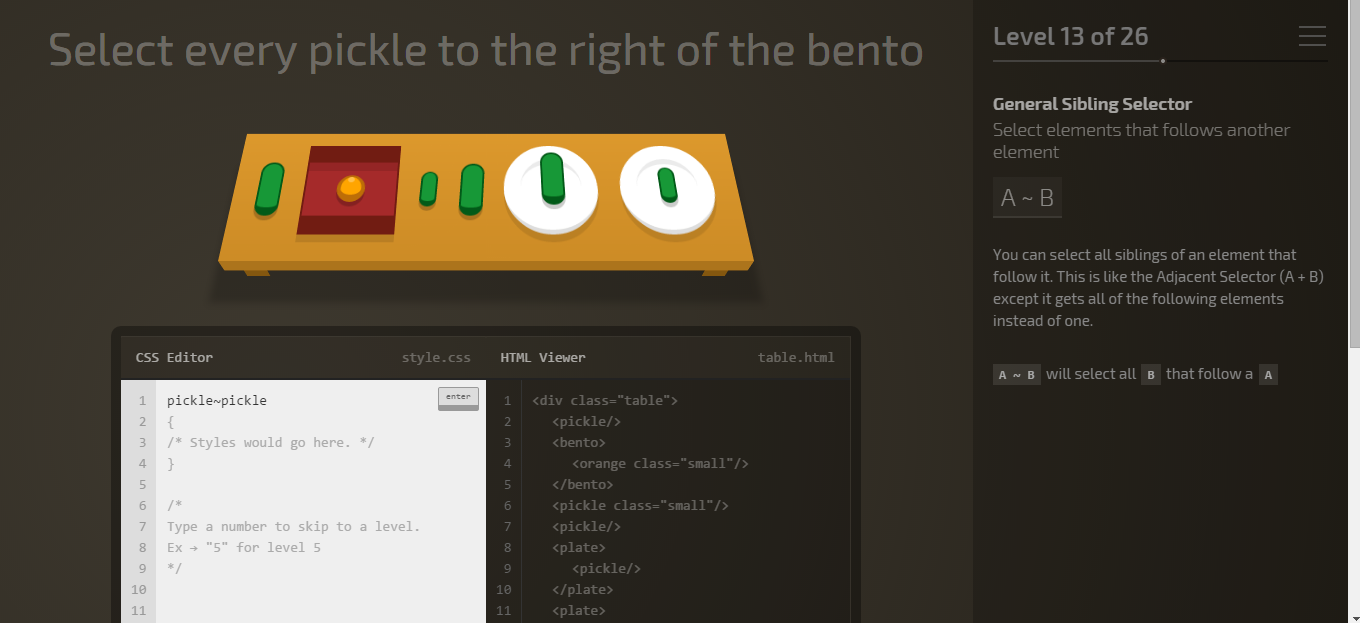 Select every pickle to the right of the bento
Level 13 of 26
General Sibling Selector
Select elements that follows another
element
A ~ B
You can select all siblings of an element that
follow it. This is like the Adjacent Selector (A + B)
except it gets all of the following elements
instead of one.
A ~ B will select all B that follow a A
CSS Editor style.css
1 pickle~pickle enter
2 {
3 /* Styles would go here. */
4 }
5
6 /*
7 Type a number to skip to a level.
8 Ex → "5" for level 5
9 */
10
11
HTML Viewer table.html
1 <div class="table">
2 <pickle/>
3 <bento>
4 <orange class="small"/>
5 </bento>
6 <pickle class="small"/>
7 <pickle/>
8 <plate>
9 <pickle/>
10 </plate>
11 <plate>